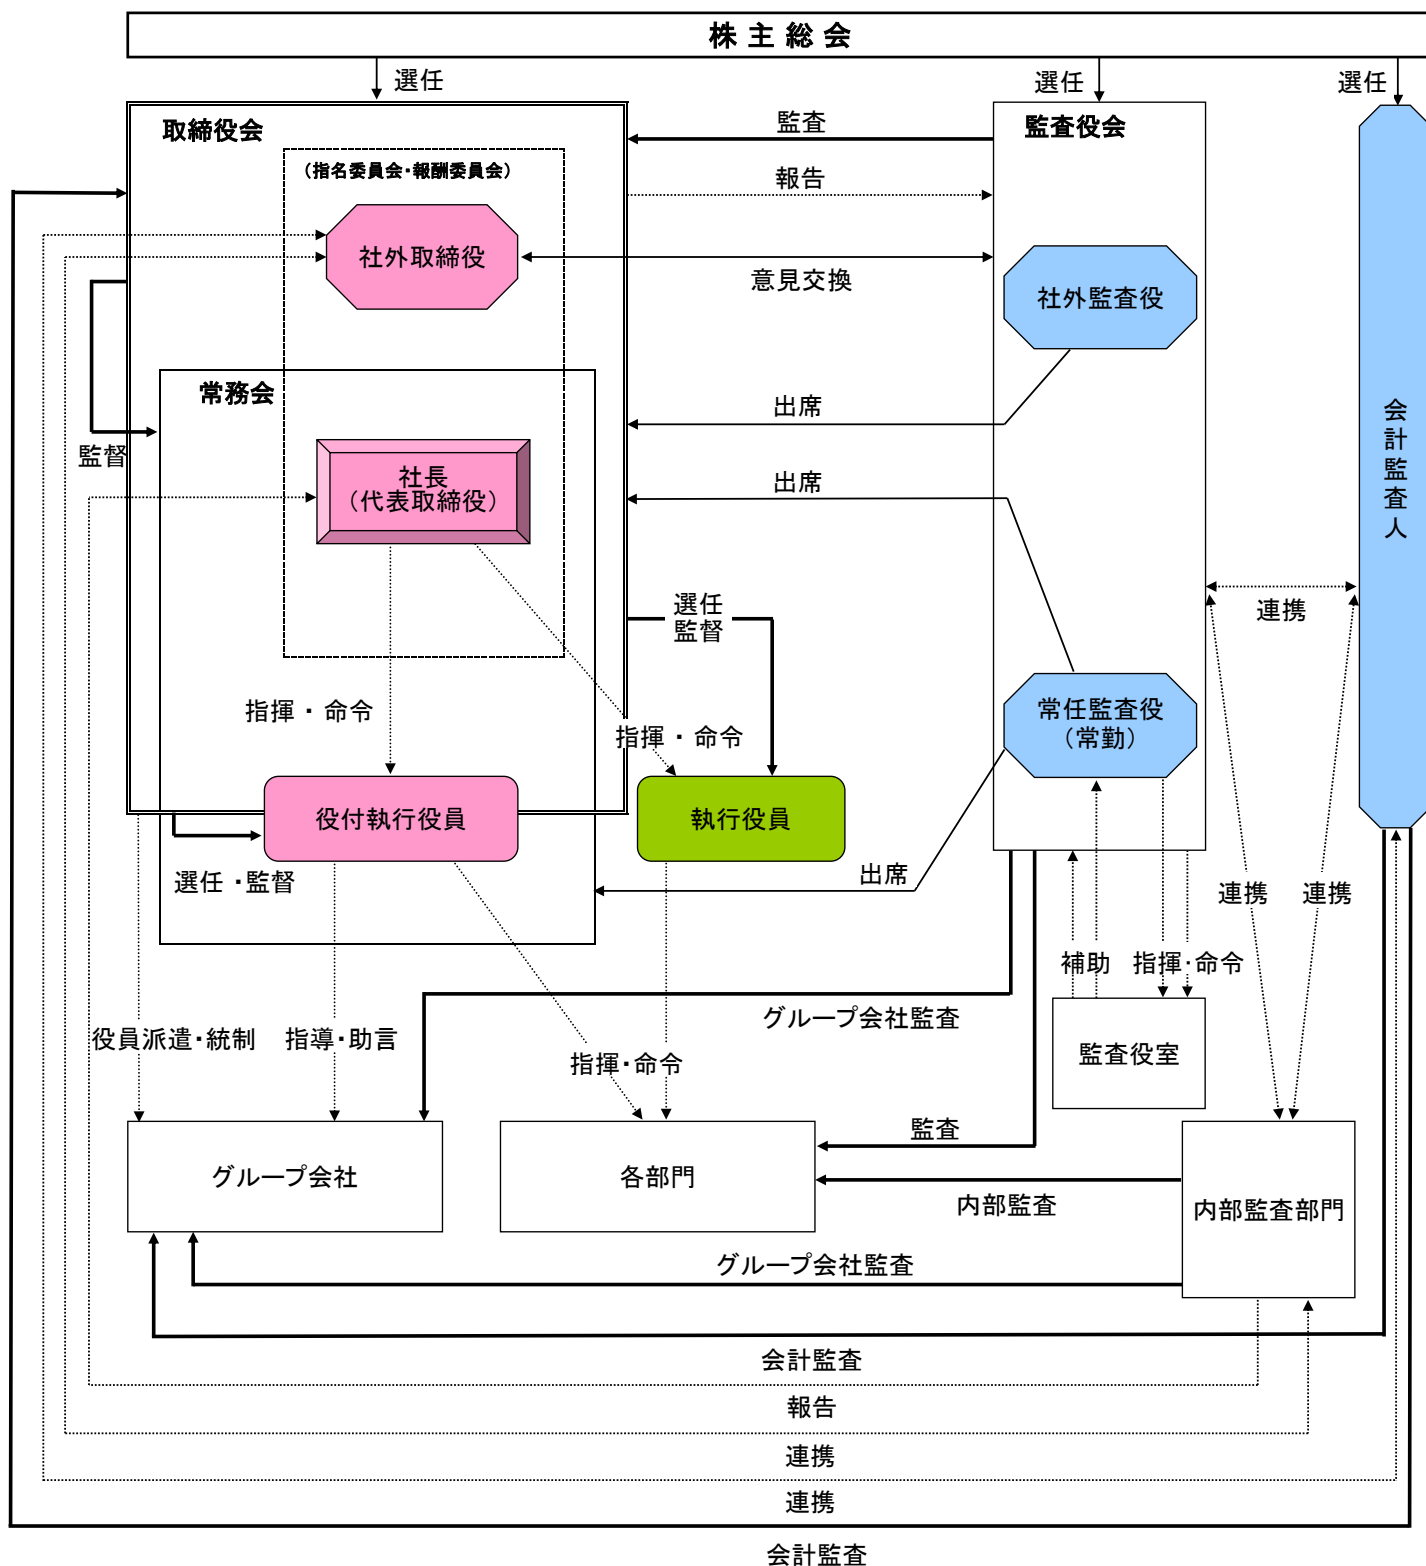 株主総会
選任
選任
選任
取締役会
監査
監査役会
（指名委員会・報酬委員会）
報告
社外取締役
意見交換
社外監査役
常務会
出席
会計監査人
監督
社長
（代表取締役）
出席
選任
監督
連携
指揮・命令
指揮・命令
常任監査役
（常勤）
役付執行役員
執行役員
選任・監督
出席
連携
連携
補助
指揮・命令
グループ会社監査
役員派遣・統制
指導・助言
指揮・命令
監査役室
監査
グループ会社
各部門
内部監査
内部監査部門
グループ会社監査
会計監査
報告
連携
連携
会計監査